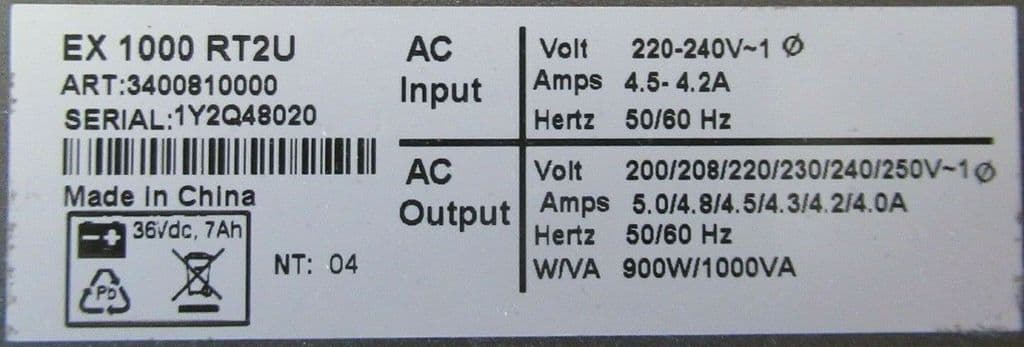 EX 1000 RT2U
ART:3400810000
SERIAL:1Y2Q48020
Made In China
36Vdc, 7Ah
Pb
NT: 04
AC Input
Volt 220-240V~1 Ø
Amps 4.5- 4.2A
Hertz 50/60 Hz
AC Output
Volt 200/208/220/230/240/250V~1Ø
Amps 5.0/4.8/4.5/4.3/4.2/4.0A
Hertz 50/60 Hz
W/VA 900W/1000VA